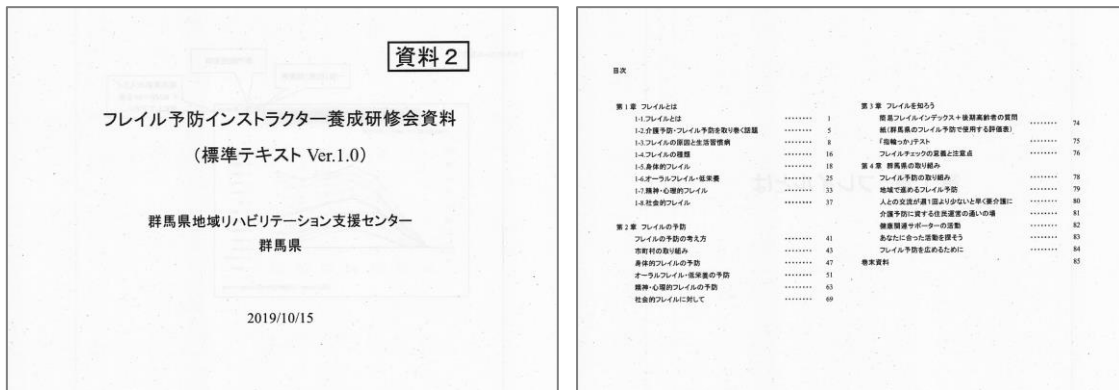 資料2
フレイル予防インストラクター養成研修会資料
(標準テキスト Ver.1.0)
群馬県地域リハビリテーション支援センター
群馬県
2019/10/15
目次
第1章 フレイルとは
1-1.フレイルとは ・・・・・・・・ 1
1-2.介護予防・フレイル予防を取り巻く話題 ・・・・・・・・ 5
1-3.フレイルの原因と生活習慣病 ・・・・・・・・ 8
1-4.フレイルの種類 ・・・・・・・・ 16
1-5.身体的フレイル ・・・・・・・・ 18
1-6.オーラルフレイル・低栄養 ・・・・・・・・ 25
1-7.精神・心理的フレイル ・・・・・・・・ 33
1-8.社会的フレイル ・・・・・・・・ 37
第2章 フレイルの予防
フレイルの予防の考え方 ・・・・・・・・ 41
市町村の取り組み ・・・・・・・・ 43
身体的フレイルの予防 ・・・・・・・・ 47
オーラルフレイル・低栄養の予防 ・・・・・・・・ 51
精神・心理的フレイルの予防 ・・・・・・・・ 63
社会的フレイルに対して ・・・・・・・・ 69
第3章 フレイルを知ろう
簡易フレイルインデックス+後期高齢者の質問
紙(群馬県のフレイル予防で使用する評価表) ・・・・・・・・ 74
「指輪っか」テスト ・・・・・・・・ 75
フレイルチェックの意義と注意点 ・・・・・・・・ 76
第4章 群馬県の取り組み
フレイル予防の取り組み ・・・・・・・・ 78
地域で進めるフレイル予防 ・・・・・・・・ 79
人との交流が週1回より少ないと早く要介護に ・・・・・・・・ 80
介護予防に資する住民運営の通いの場 ・・・・・・・・ 81
健康関連サポーターの活動 ・・・・・・・・ 82
あなたに合った活動を探そう ・・・・・・・・ 83
フレイル予防を広めるために ・・・・・・・・ 84
巻末資料 85